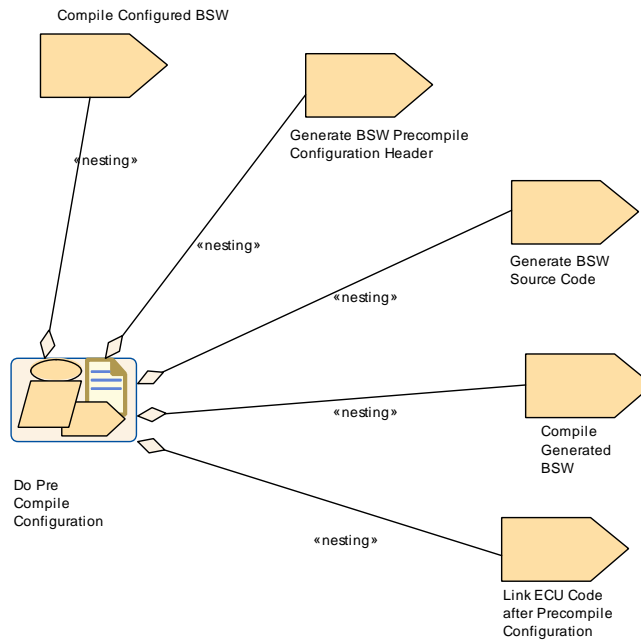 Compile Configured BSW
«nesting»
Generate BSW Precompile
Configuration Header
«nesting»
Generate BSW
Source Code
«nesting»
Compile
Generated
BSW
«nesting»
Do Pre
Compile
Configuration
«nesting»
Link ECU Code
after Precompile
Configuration